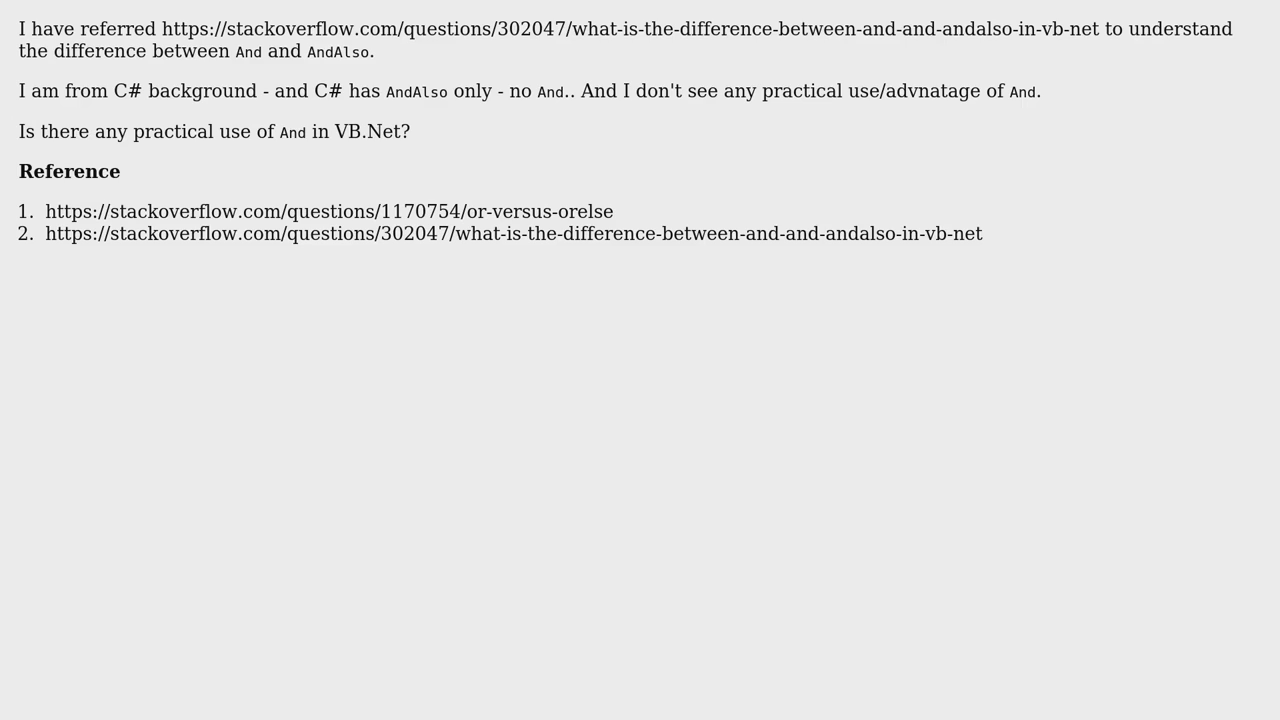 I have referred https://stackoverflow.com/questions/302047/what-is-the-difference-between-and-and-andalso-in-vb-net to understand
the difference between And and AndAlso.
I am from C# background - and C# has AndAlso only - no And.. And I don't see any practical use/advnatage of And.
Is there any practical use of And in VB.Net?
Reference
1. https://stackoverflow.com/questions/1170754/or-versus-orelse
2. https://stackoverflow.com/questions/302047/what-is-the-difference-between-and-and-andalso-in-vb-net